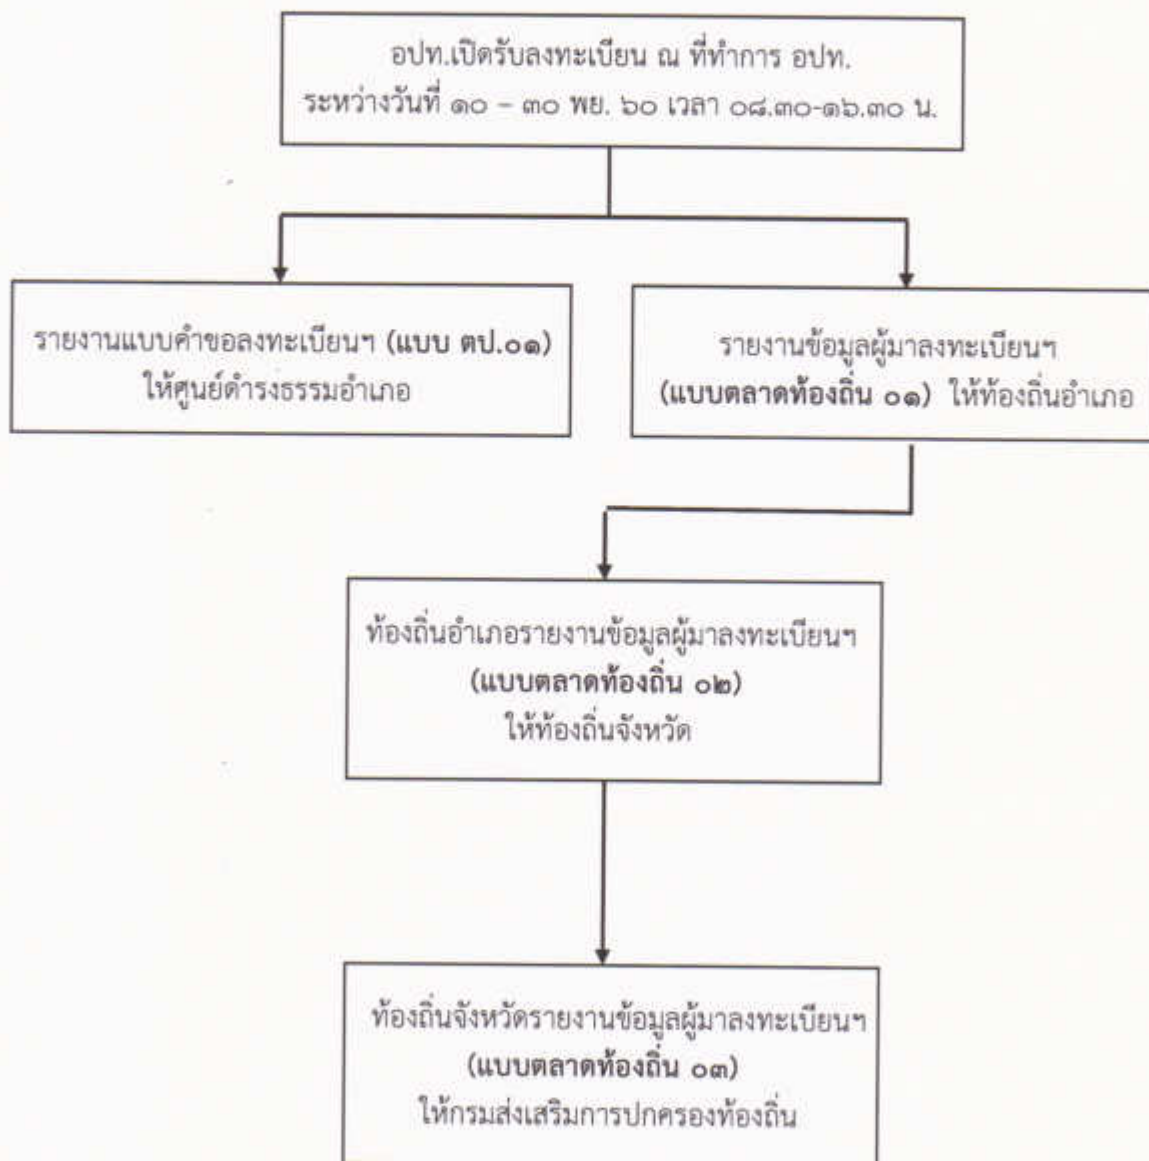 อปท.เปิดรับลงทะเบียน ณ ที่ทำการ อปท.
ระหว่างวันที่ ๑๐ – ๓๐ พย. ๖๐ เวลา ๐๘.๓๐-๑๖.๓๐ น.
รายงานแบบคำขอลงทะเบียนฯ (แบบ ตป.๐๑)
ให้ศูนย์ดำรงธรรมอำเภอ
รายงานข้อมูลผู้มาลงทะเบียนฯ
(แบบตลาดท้องถิ่น ๐๑) ให้ท้องถิ่นอำเภอ
ท้องถิ่นอำเภอรายงานข้อมูลผู้มาลงทะเบียนฯ
(แบบตลาดท้องถิ่น ๐๒)
ให้ท้องถิ่นจังหวัด
ท้องถิ่นจังหวัดรายงานข้อมูลผู้มาลงทะเบียนฯ
(แบบตลาดท้องถิ่น ๐๓)
ให้กรมส่งเสริมการปกครองท้องถิ่น